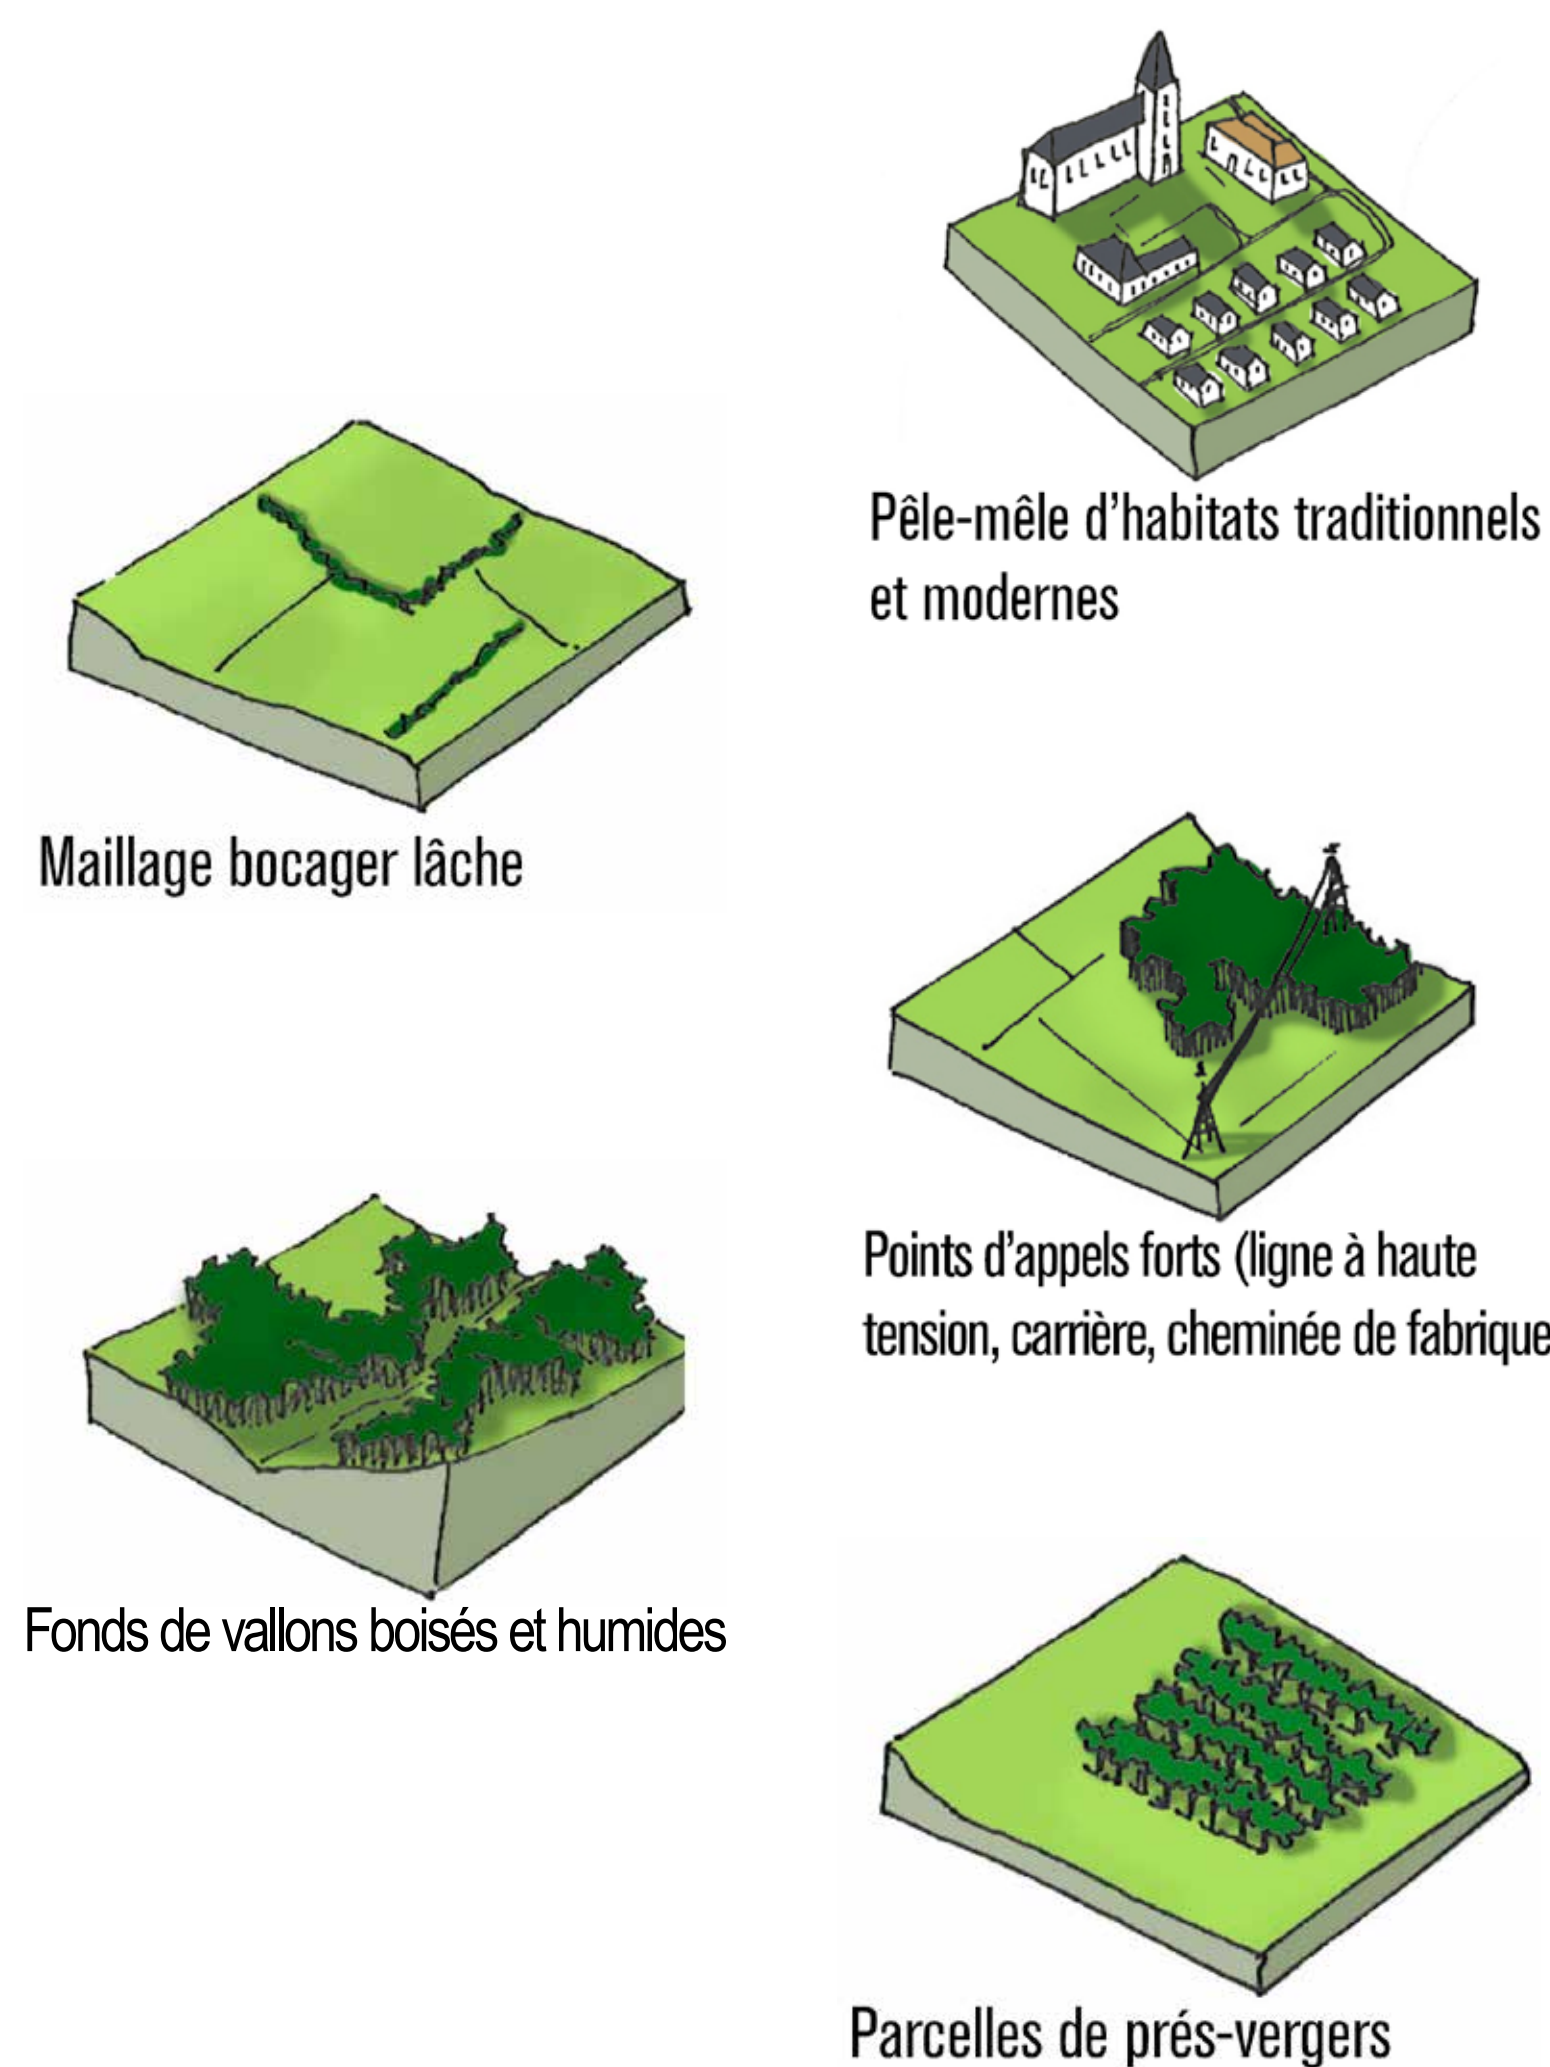 Pêle-mêle d'habitats traditionnels
et modernes
Maillage bocager lâche
Points d'appels forts (ligne à haute
tension, carrière, cheminée de fabrique
Fonds de vallons boisés et humides
Parcelles de prés-vergers